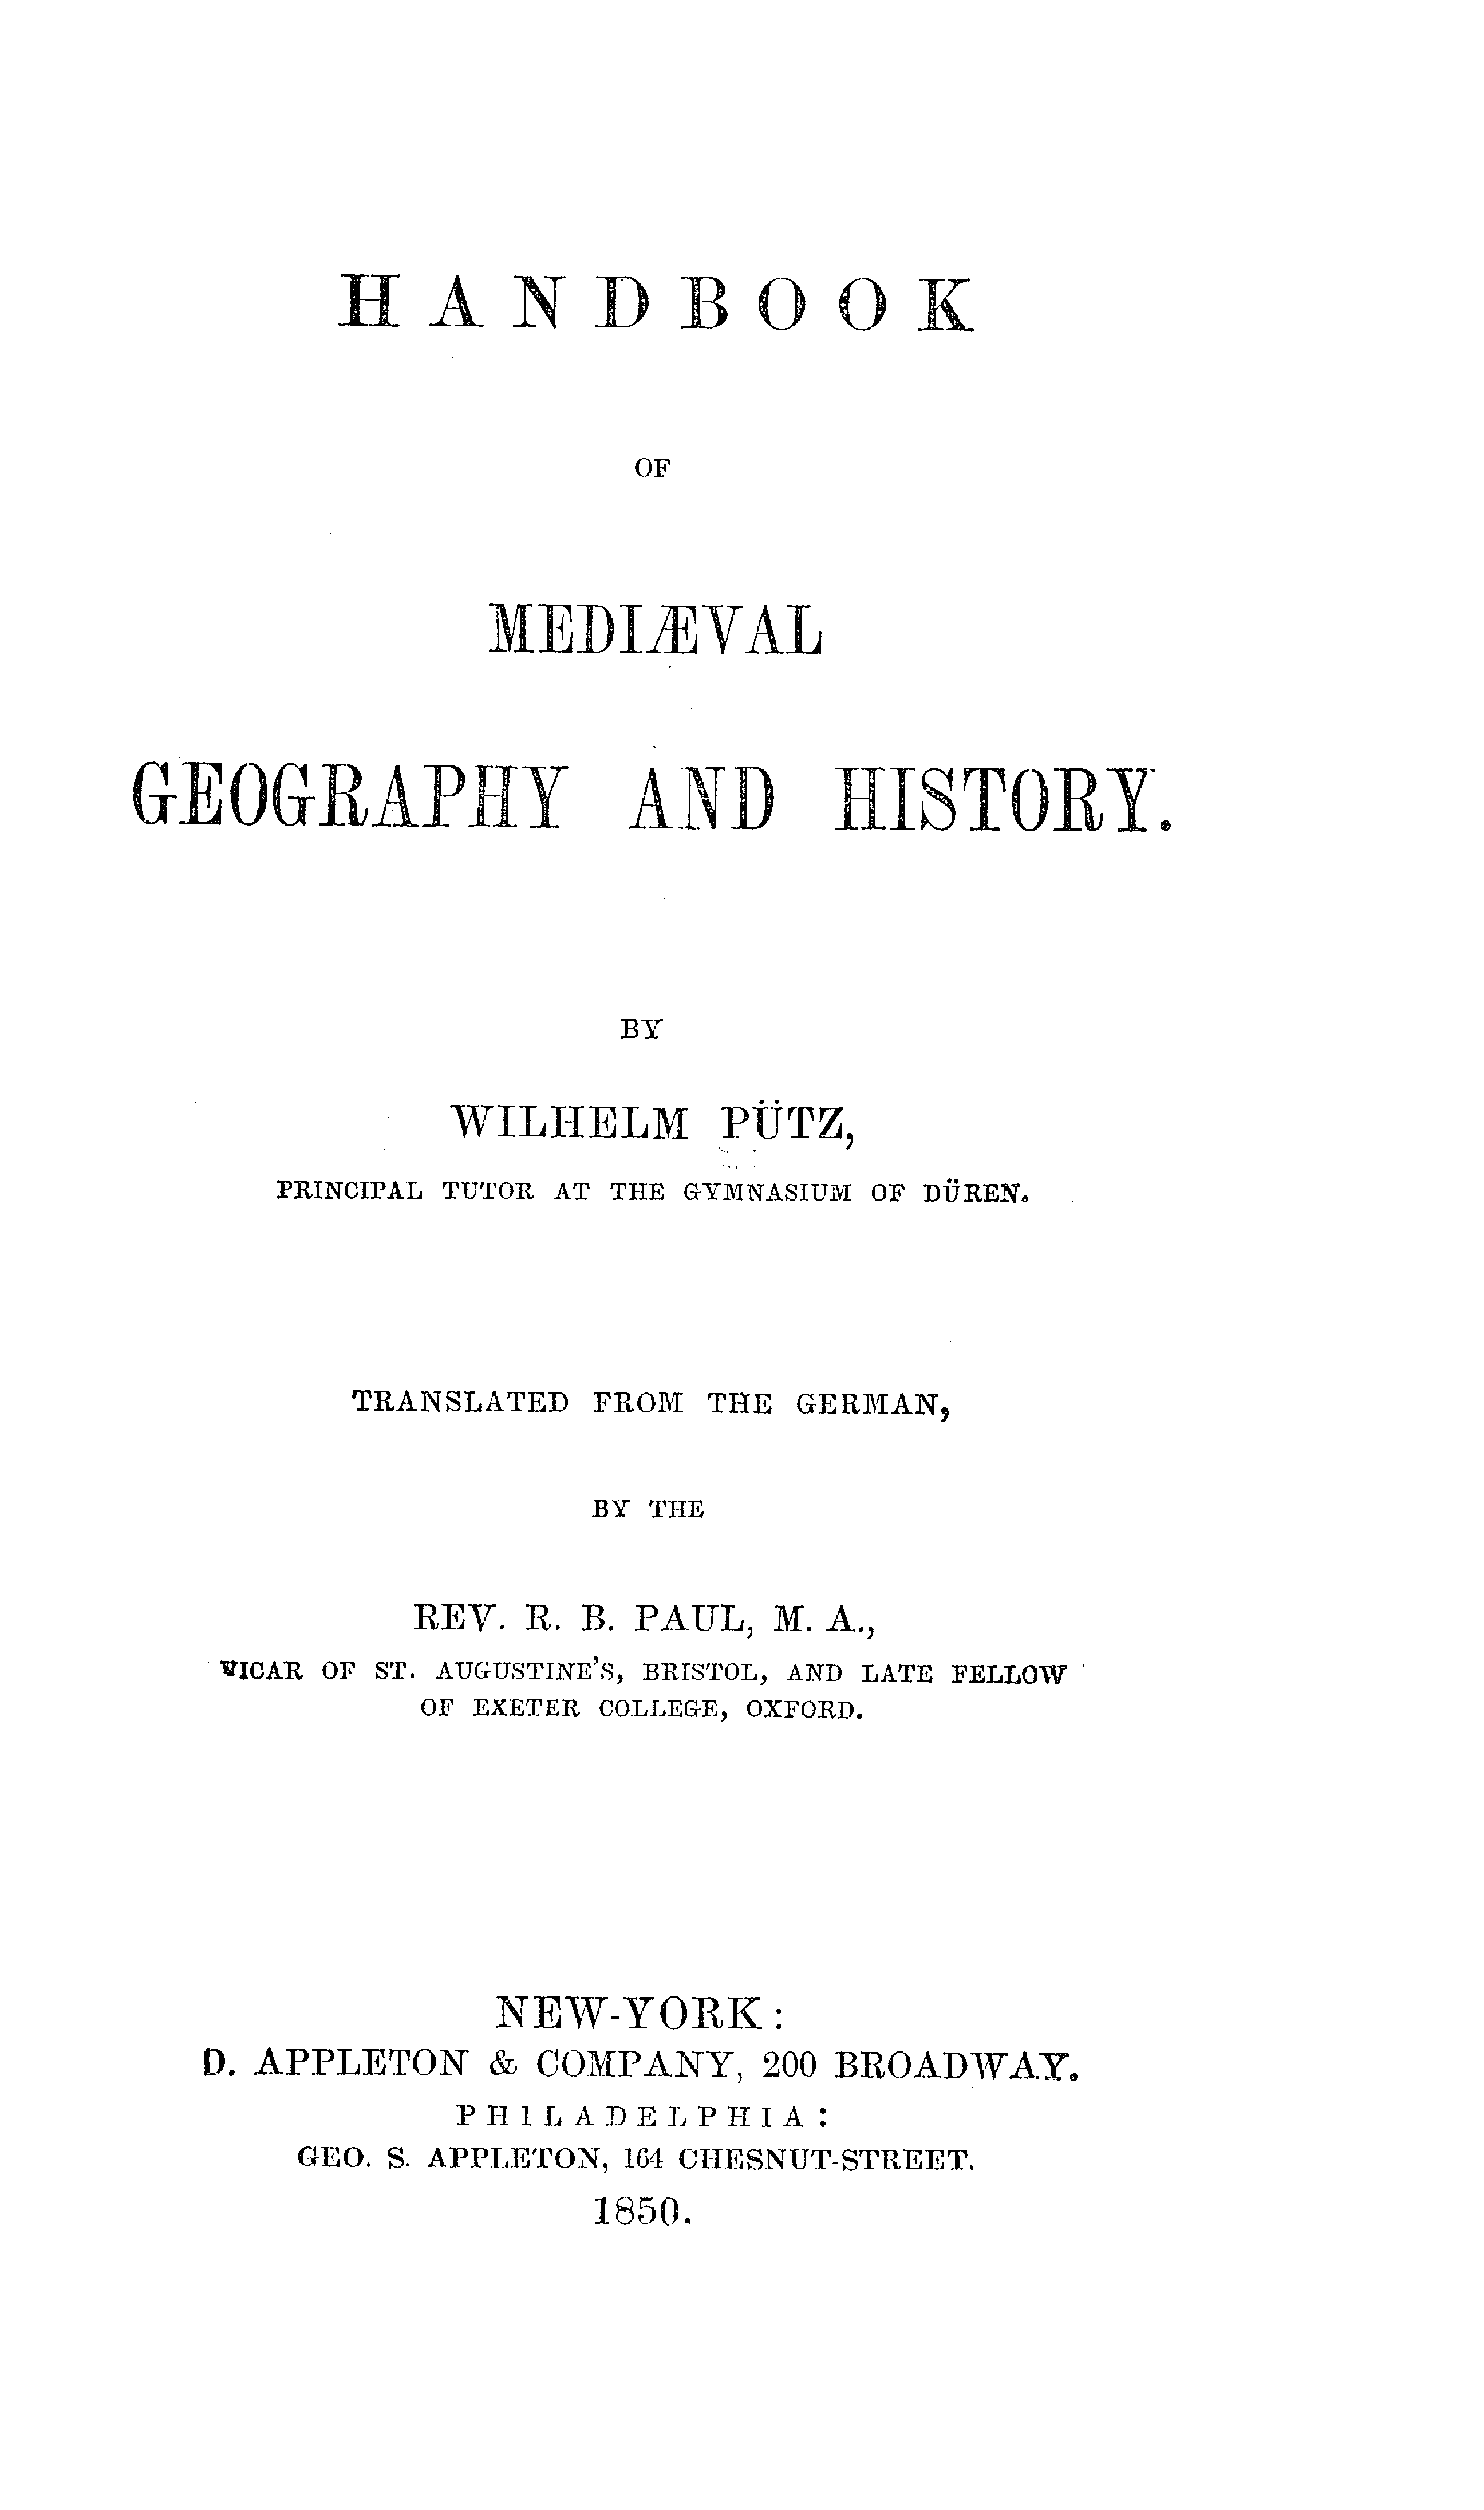 HANDBOOK
OF
MEDIÆVAL
GEOGRAPHY AND HISTORY.
BY
WILHELM PÜTZ,
PRINCIPAL TUTOR AT THE GYMNASIUM OF DÜREN.
TRANSLATED FROM THE GERMAN,
BY THE
REV. R. B. PAUL, M. A.,
VICAR OF ST. AUGUSTINE'S, BRISTOL, AND LATE FELLOW
OF EXETER COLLEGE, OXFORD.
NEW-YORK:
D. APPLETON & COMPANY, 200 BROADWAY.
PHILADELPHIA:
GEO. S. APPLETON, 164 CHESNUT-STREET.
1850.